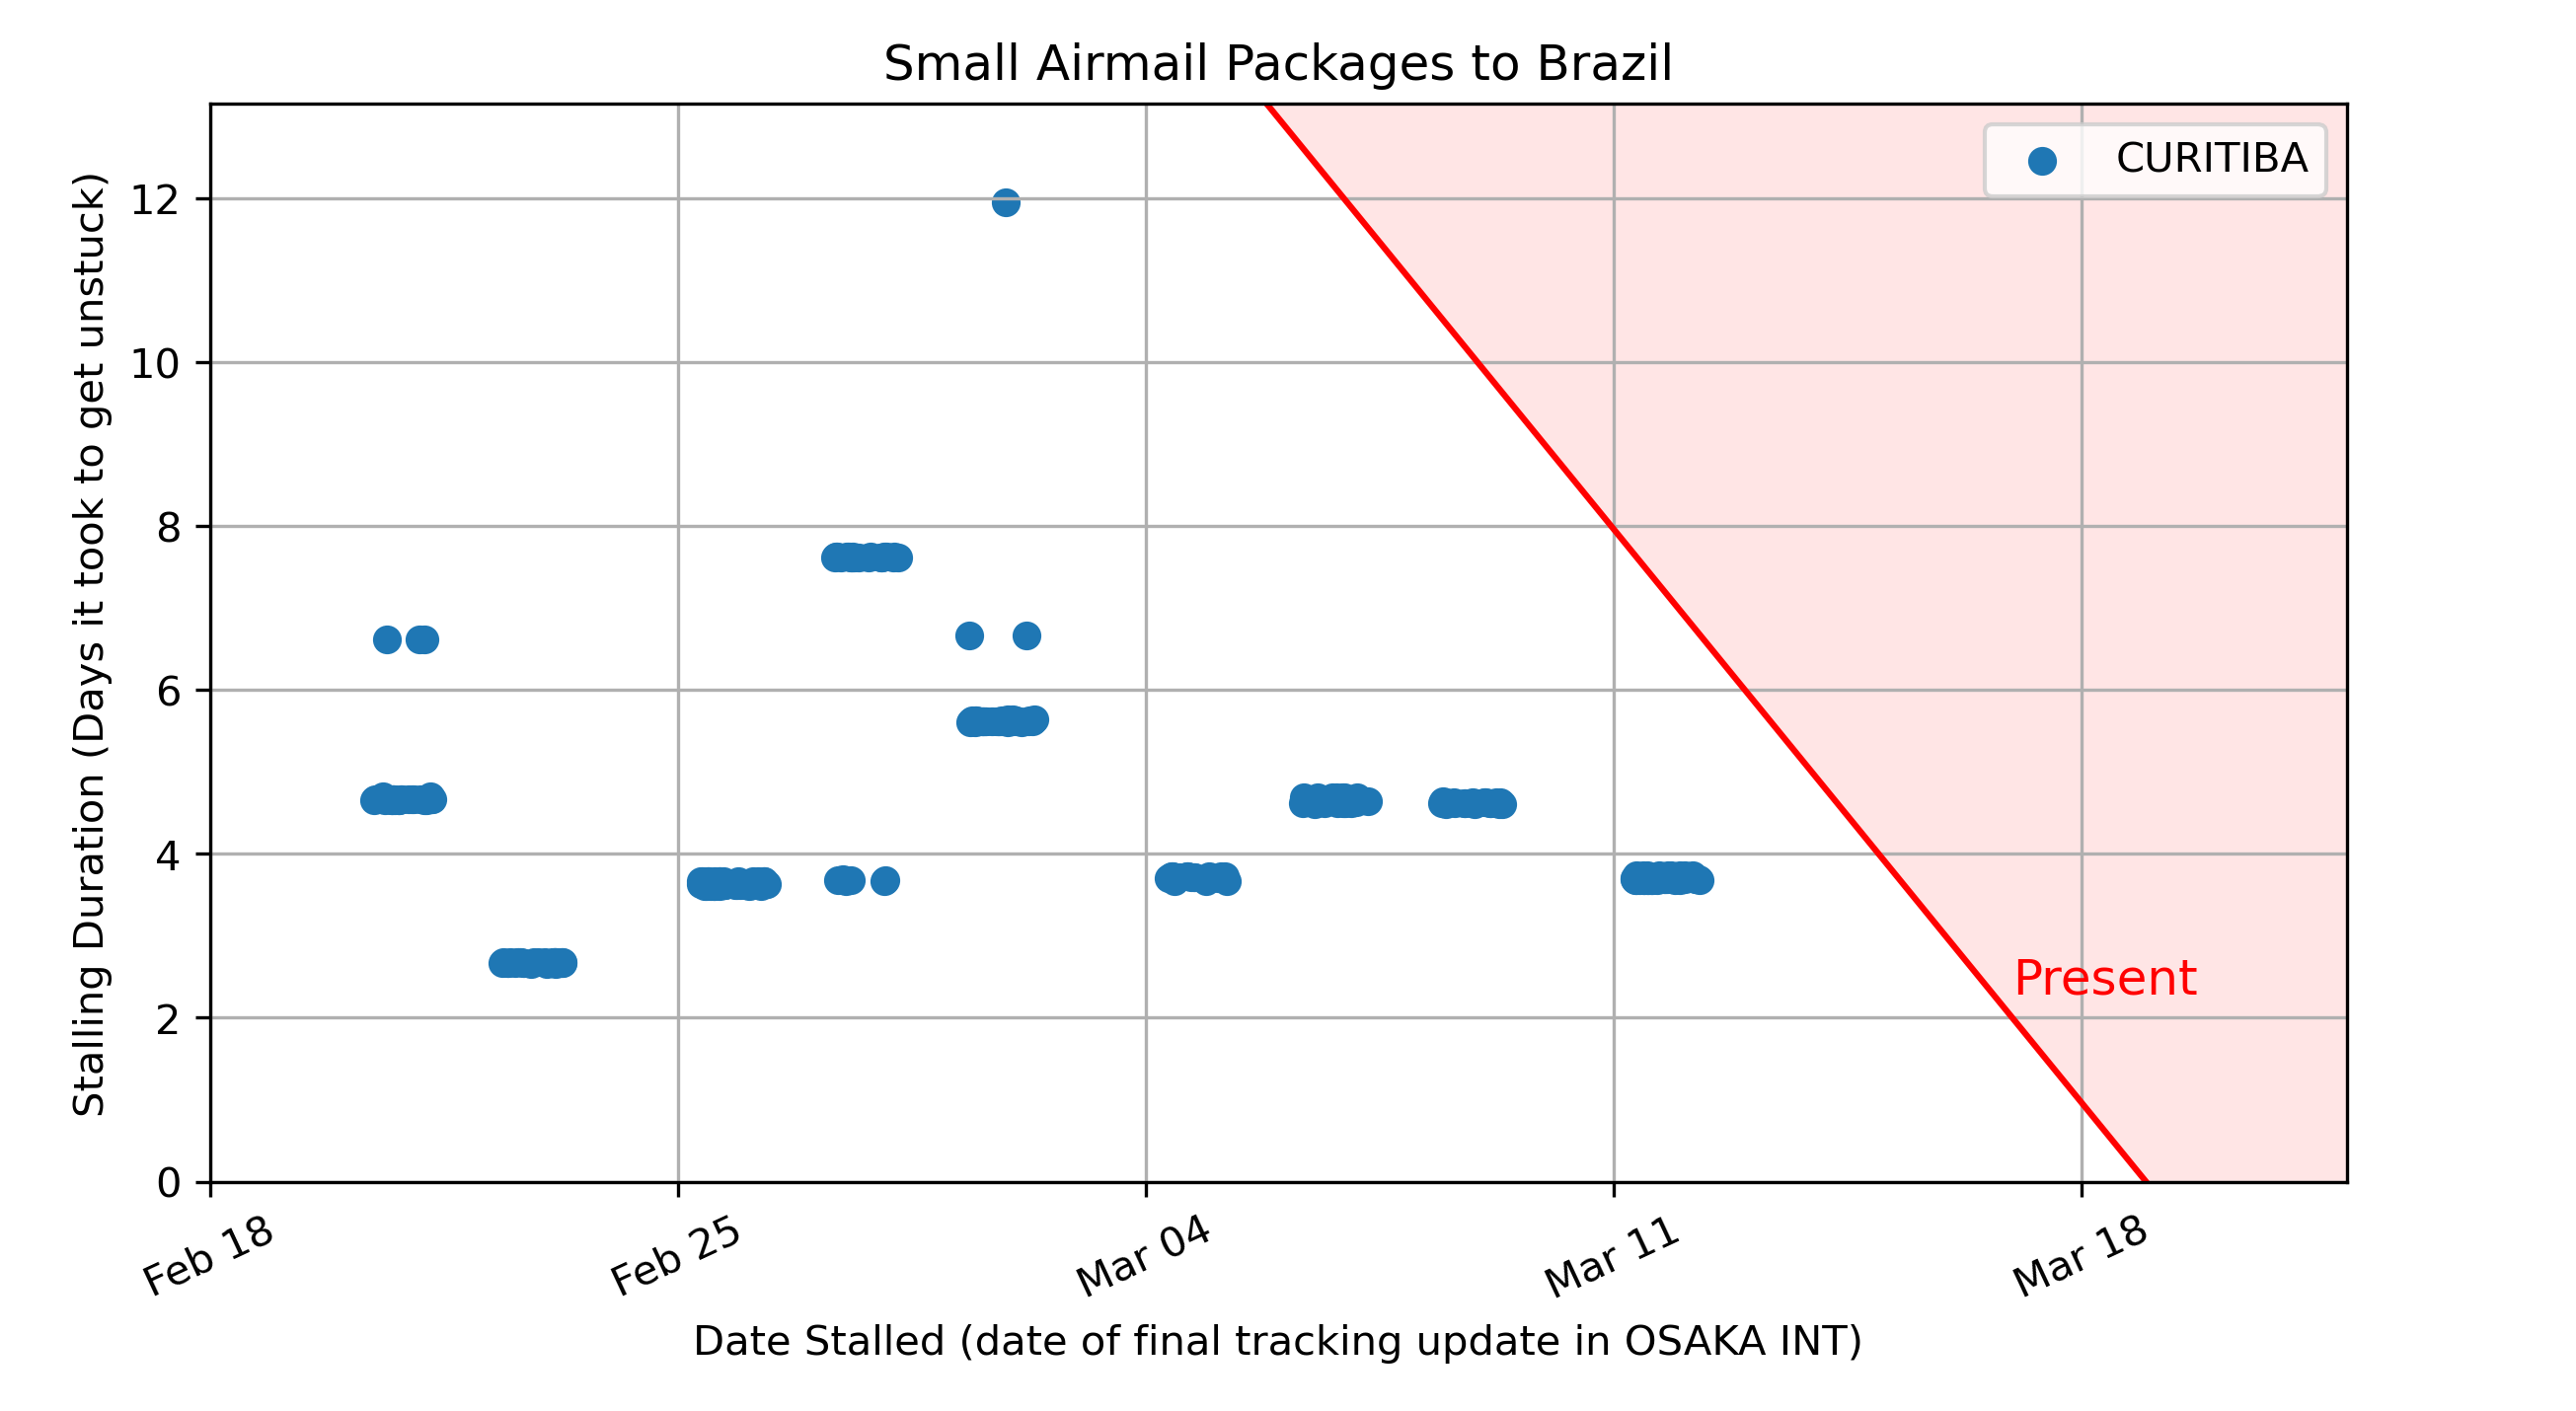 Small Airmail Packages to Brazil
CURITIBA
Stalling Duration (Days it took to get unstuck)
12
10
8
6
4
2
0
Present
Feb 18
Feb 25
Mar 04
Mar 11
Mar 18
Date Stalled (date of final tracking update in OSAKA INT)